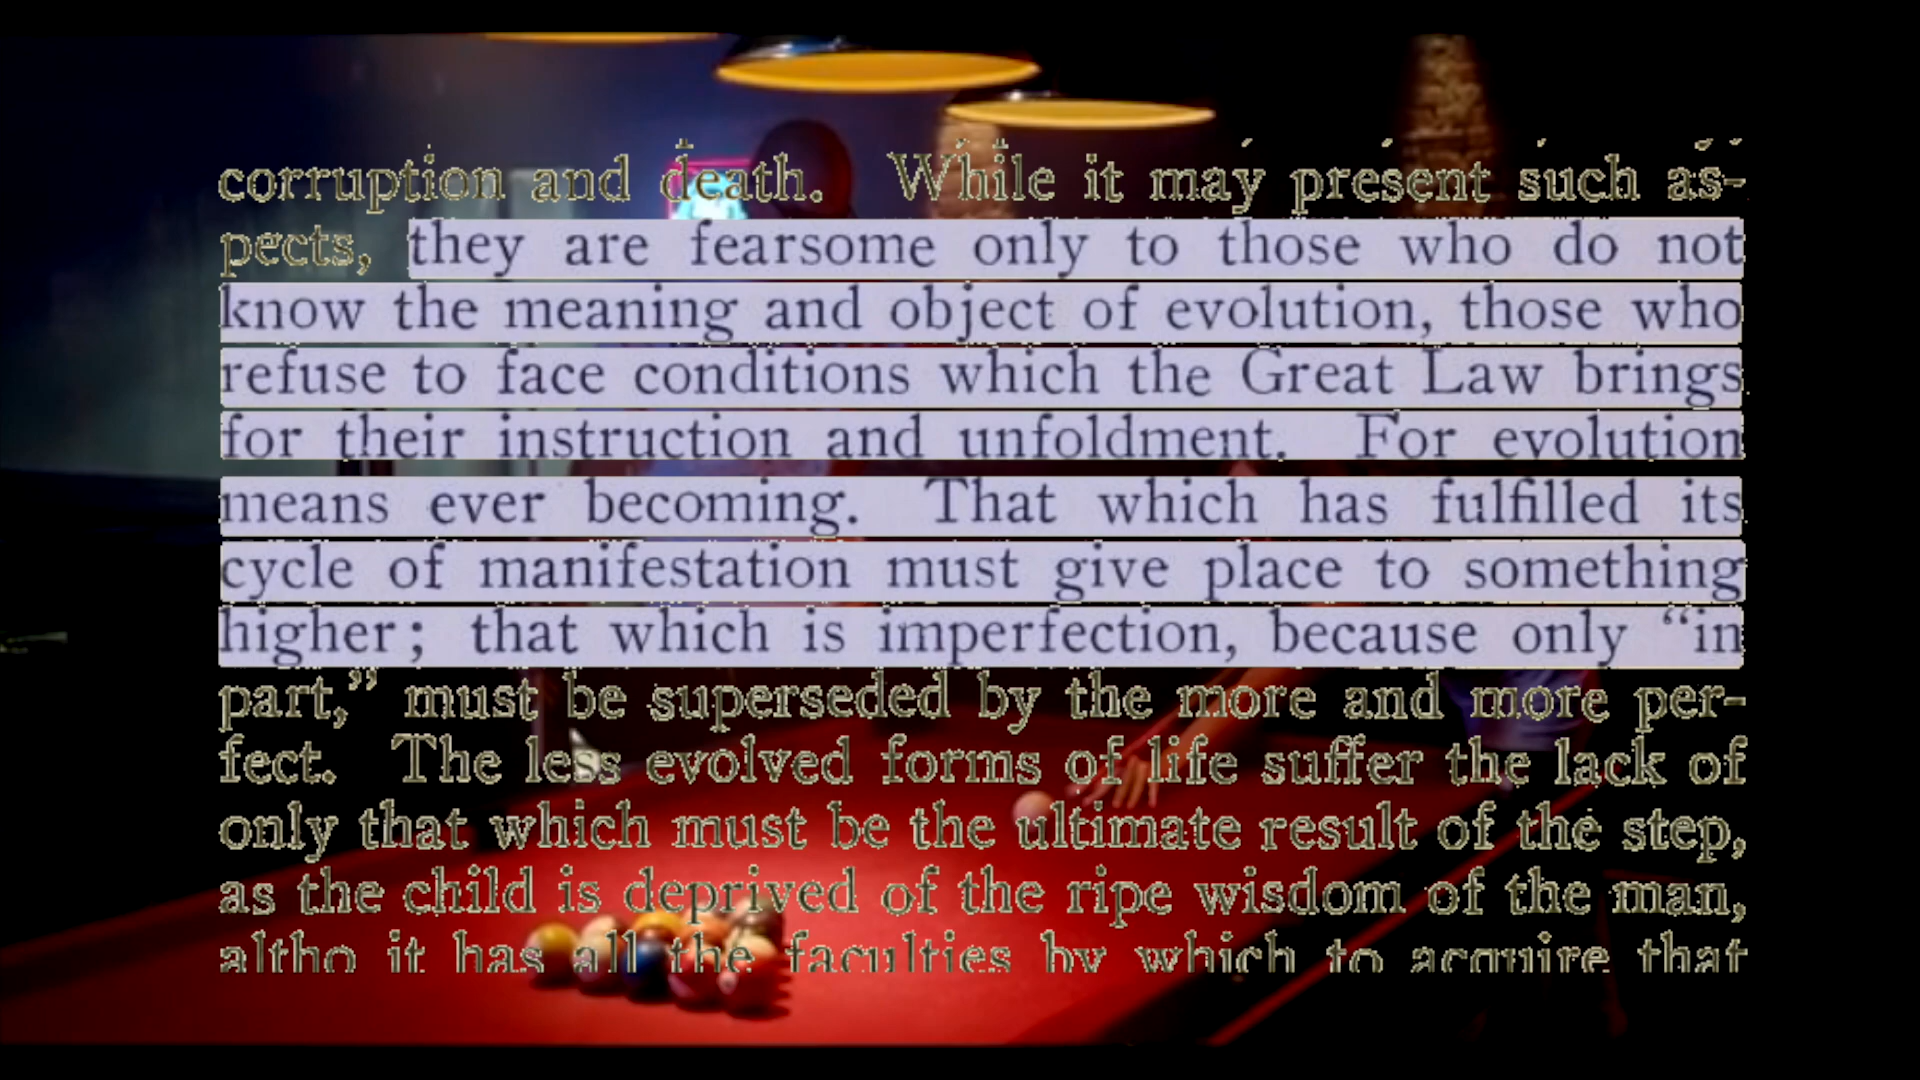 corruption and death. While it may present such as-
pects, they are fearsome only to those who do not
know the meaning and object of evolution, those who
refuse to face conditions which the Great Law brings
for their instruction and unfoldment. For evolution
means ever becoming. That which has fulfilled its
cycle of manifestation must give place to something
higher; that which is imperfection, because only “in
part,” must be superseded by the more and more per-
fect. The less evolved forms of life suffer the lack of
only that which must be the ultimate result of the step,
as the child is deprived of the ripe wisdom of the man,
altho it has all the faculties by which to acquire that